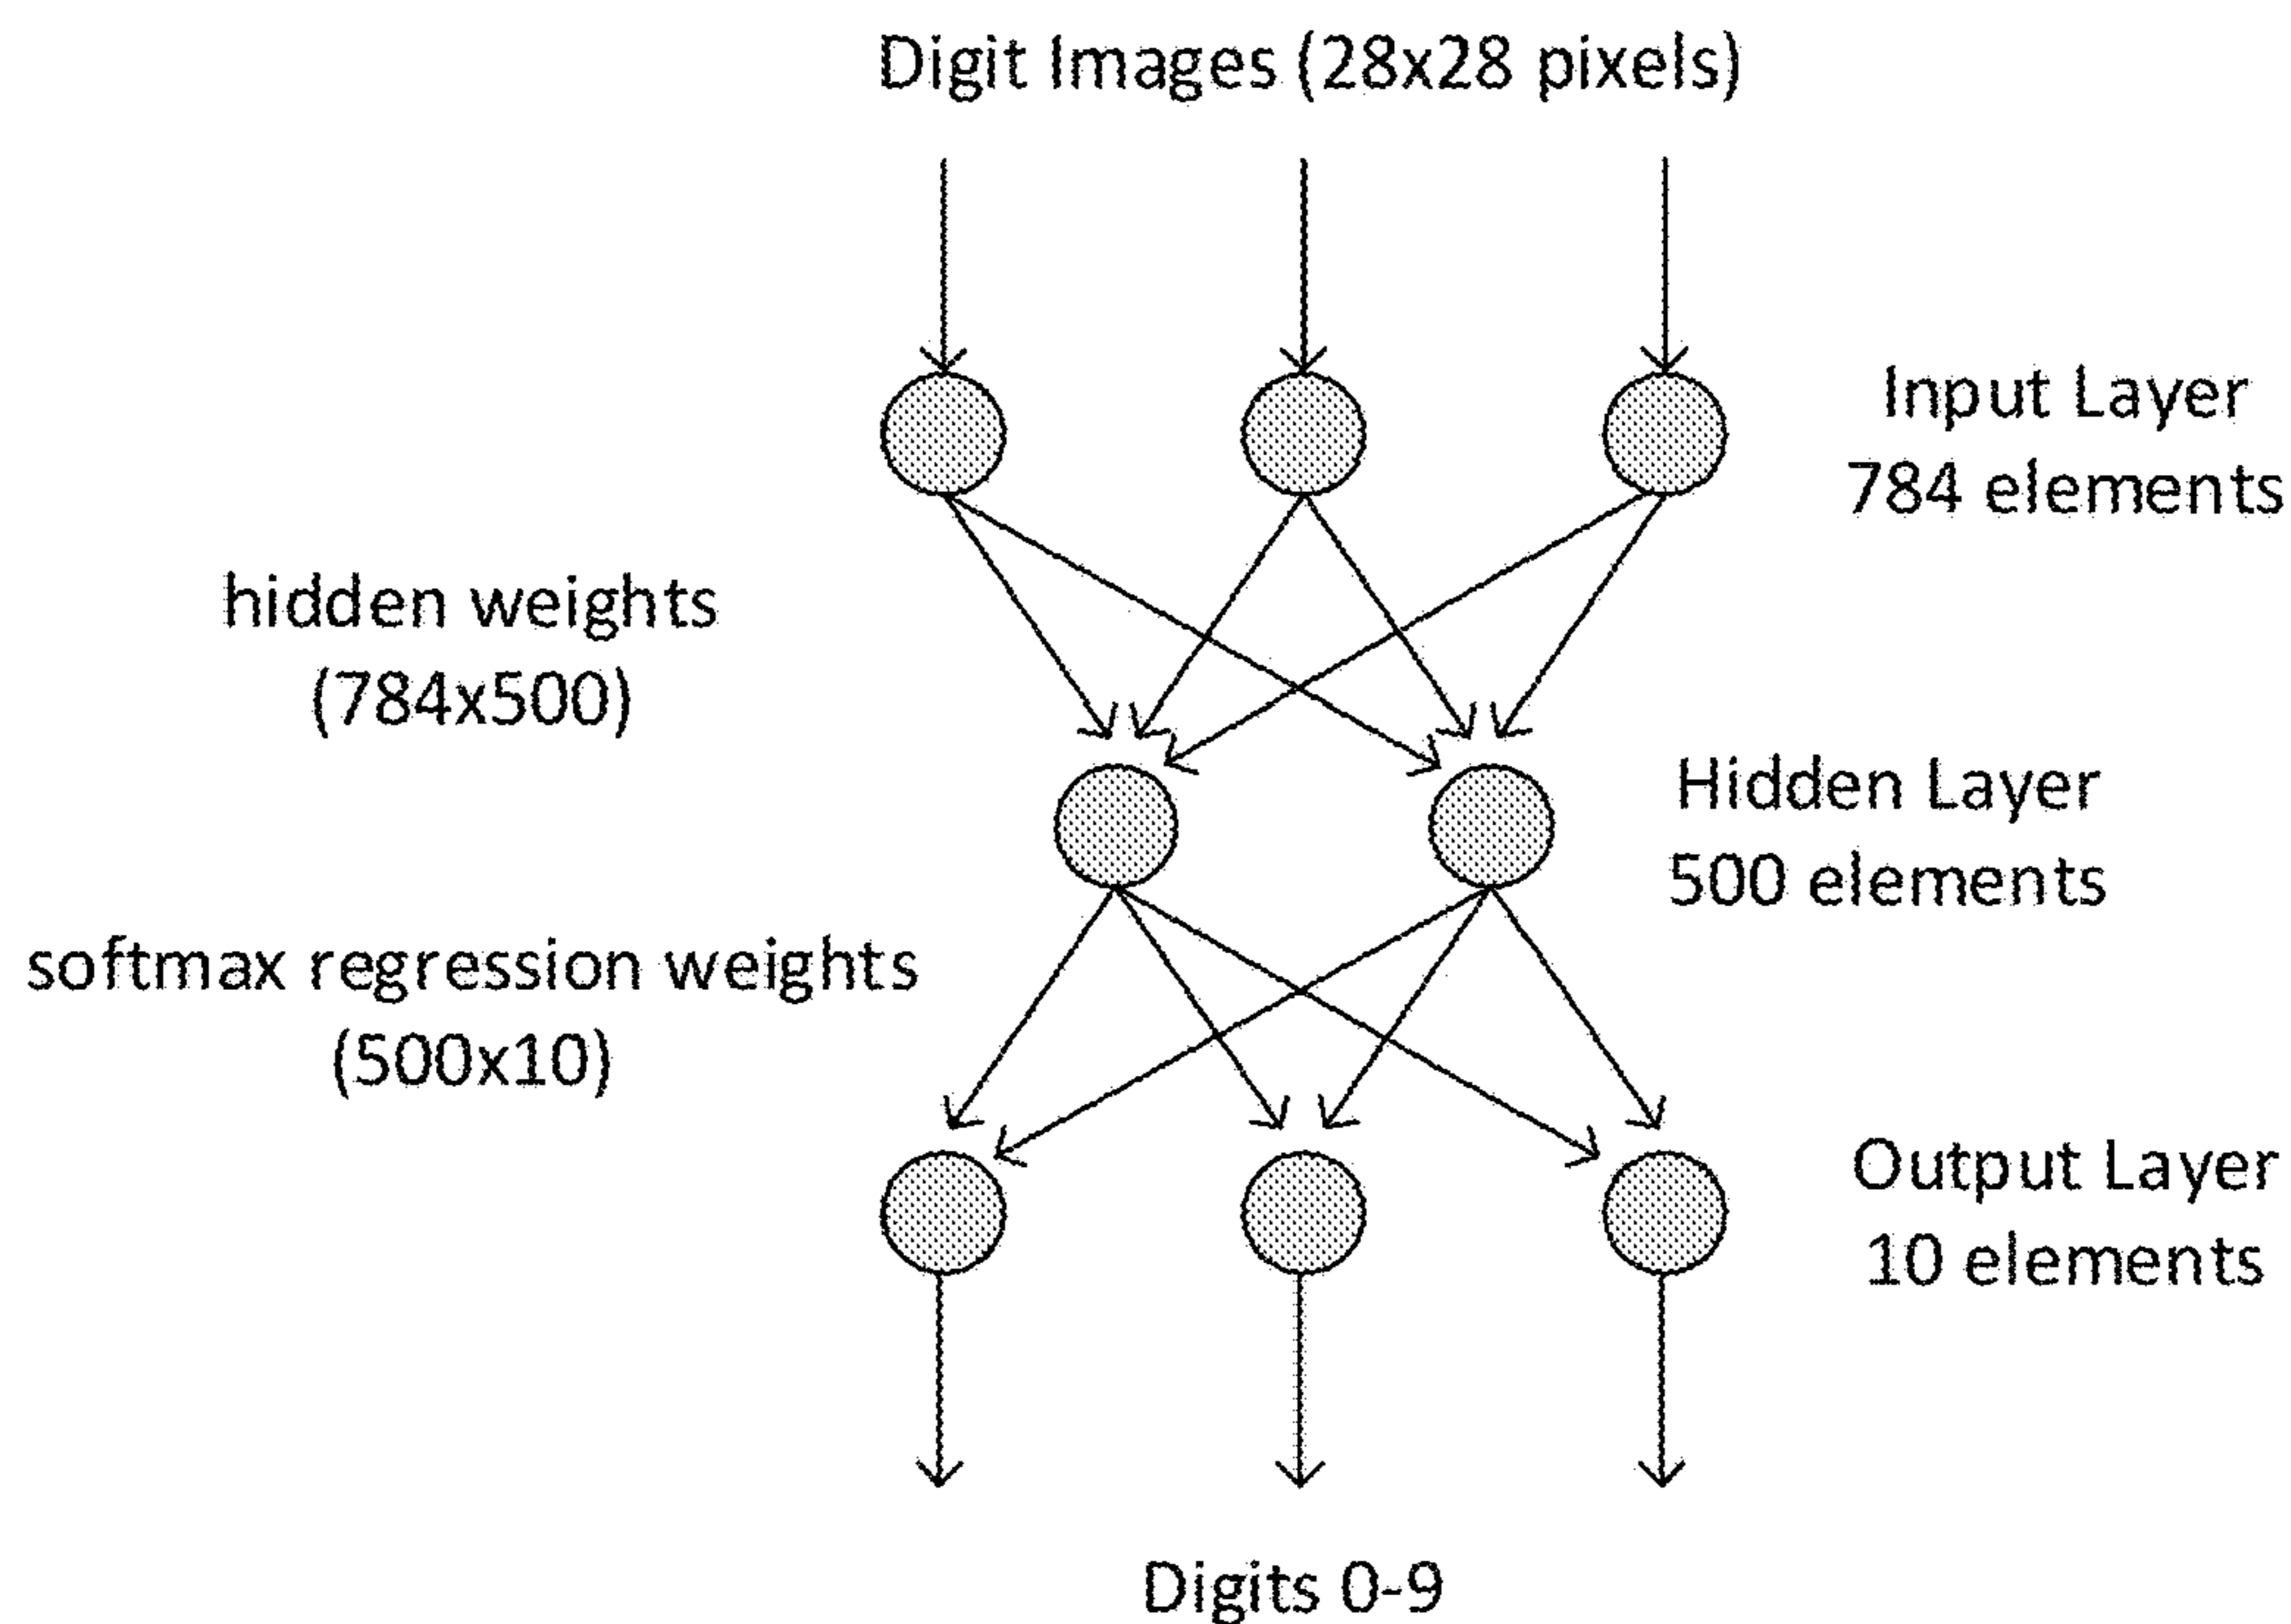 Digit Images (28x28 pixels)
Input Layer
784 elements
hidden weights
(784x500)
Hidden Layer
500 elements
softmax regression weights
(500x10)
Output Layer
10 elements
Digits 0-9